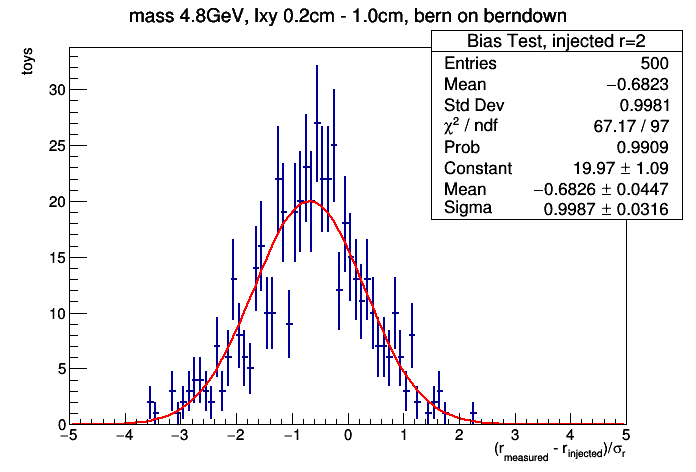 mass 4.8GeV, lxy 0.2cm - 1.0cm, bern on berndown
Bias Test, injected r=2
Entries 500
Mean −0.6823
Std Dev 0.9981
χ² / ndf 67.17 / 97
Prob 0.9909
Constant 19.97 ± 1.09
Mean −0.6826 ± 0.0447
Sigma 0.9987 ± 0.0316
toys
30
25
20
15
10
5
0
−5 −4 −3 −2 −1 0 1 2 3 4 5
(r_measured - r_injected)/σ_r